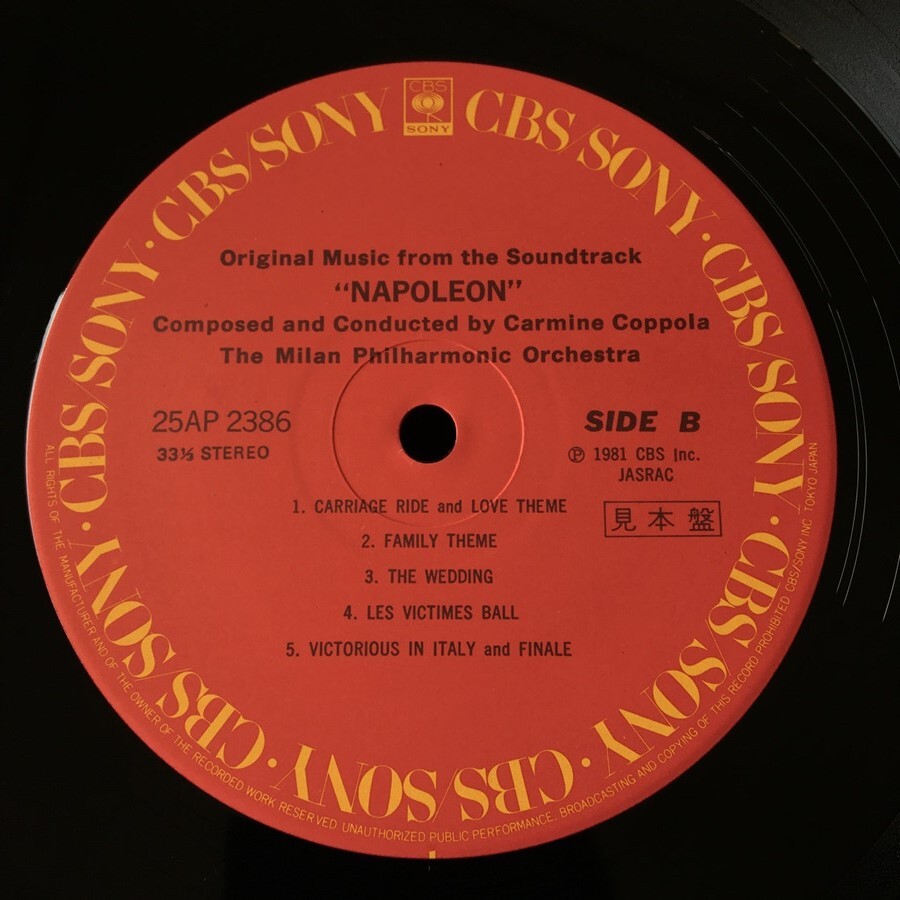 CBS
SONY
CBS/SONY · CBS/SONY · CBS/SONY · CBS/SONY · CBS/SONY · CBS/SONY · CBS/SONY · CBS/SONY
Original Music from the Soundtrack
“NAPOLEON”
Composed and Conducted by Carmine Coppola
The Milan Philharmonic Orchestra
25AP 2386
33⅓ STEREO
SIDE B
Ⓟ 1981 CBS Inc.
JASRAC
見本盤
1. CARRIAGE RIDE and LOVE THEME
2. FAMILY THEME
3. THE WEDDING
4. LES VICTIMES BALL
5. VICTORIOUS IN ITALY and FINALE
ALL RIGHTS OF THE MANUFACTURER AND OF THE OWNER OF THE RECORDED WORK RESERVED UNAUTHORIZED PUBLIC PERFORMANCE, BROADCASTING AND COPYING OF THIS RECORD PROHIBITED CBS/SONY INC TOKYO JAPAN